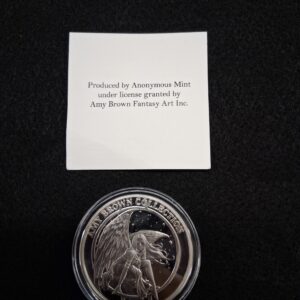 Produced by Anonymous Mint
under license granted by
Amy Brown Fantasy Art Inc.
AMY BROWN COLLECTION